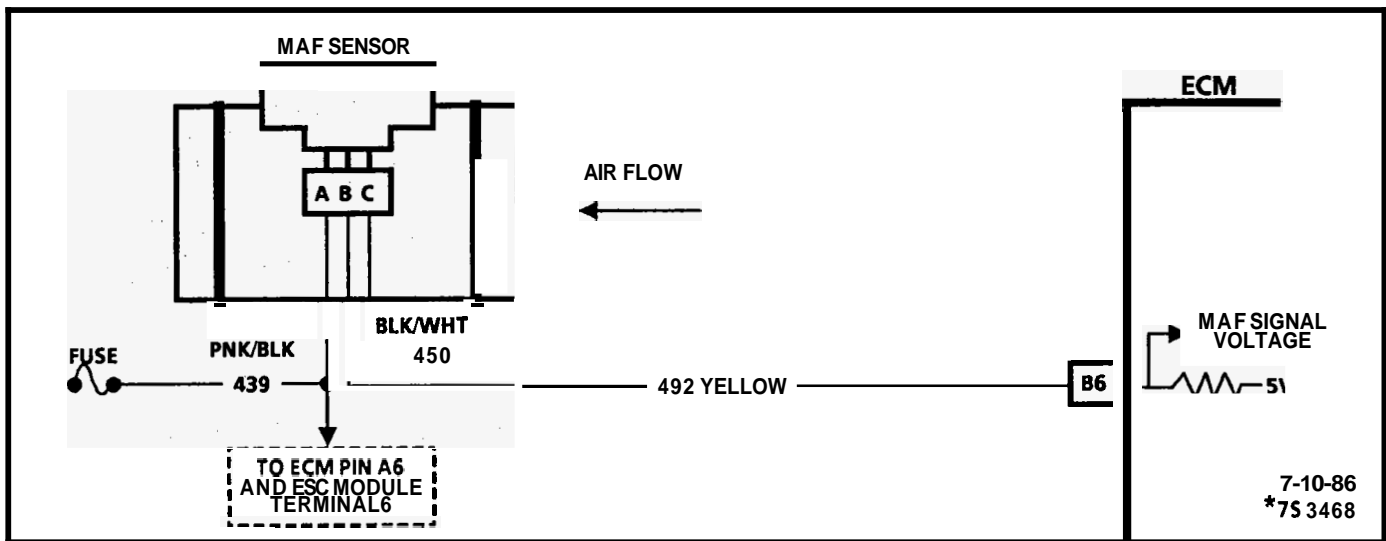 MAF SENSOR
ECM
A B C
AIR FLOW
BLK/WHT
450
MAF SIGNAL
VOLTAGE
FUSE
PNK/BLK
439
492 YELLOW
B6
5V
TO ECM PIN A6
AND ESC MODULE
TERMINAL6
7-10-86
*7S 3468